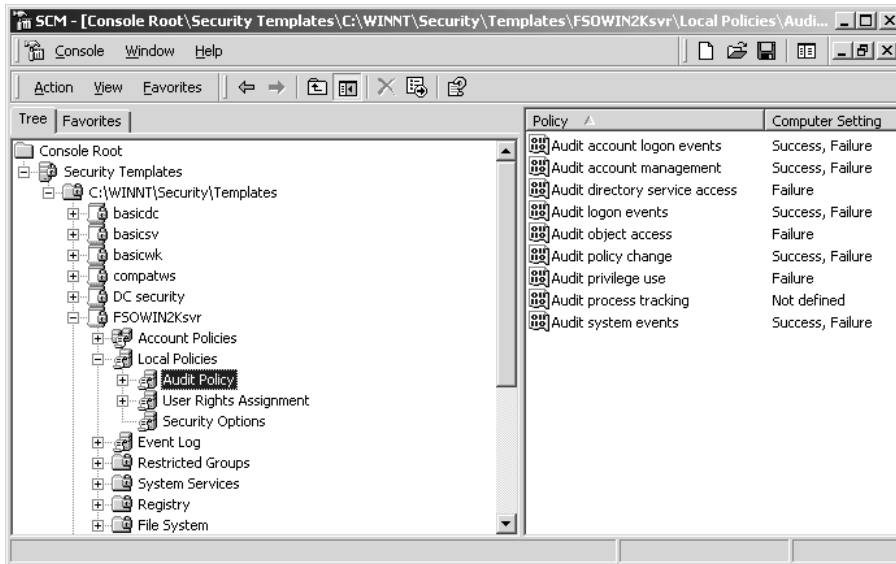 SCM - [Console Root\Security Templates\C:\WINNT\Security\Templates\FSOWIN2Ksvr\Local Policies\Audi...
Console Window Help
Action View Favorites
Tree Favorites
Console Root
Security Templates
C:\WINNT\Security\Templates
basicdc
basicsv
basicwk
compatws
DC security
FSOWIN2Ksvr
Account Policies
Local Policies
Audit Policy
User Rights Assignment
Security Options
Event Log
Restricted Groups
System Services
Registry
File System
Policy Computer Setting
Audit account logon events Success, Failure
Audit account management Success, Failure
Audit directory service access Failure
Audit logon events Success, Failure
Audit object access Failure
Audit policy change Success, Failure
Audit privilege use Failure
Audit process tracking Not defined
Audit system events Success, Failure